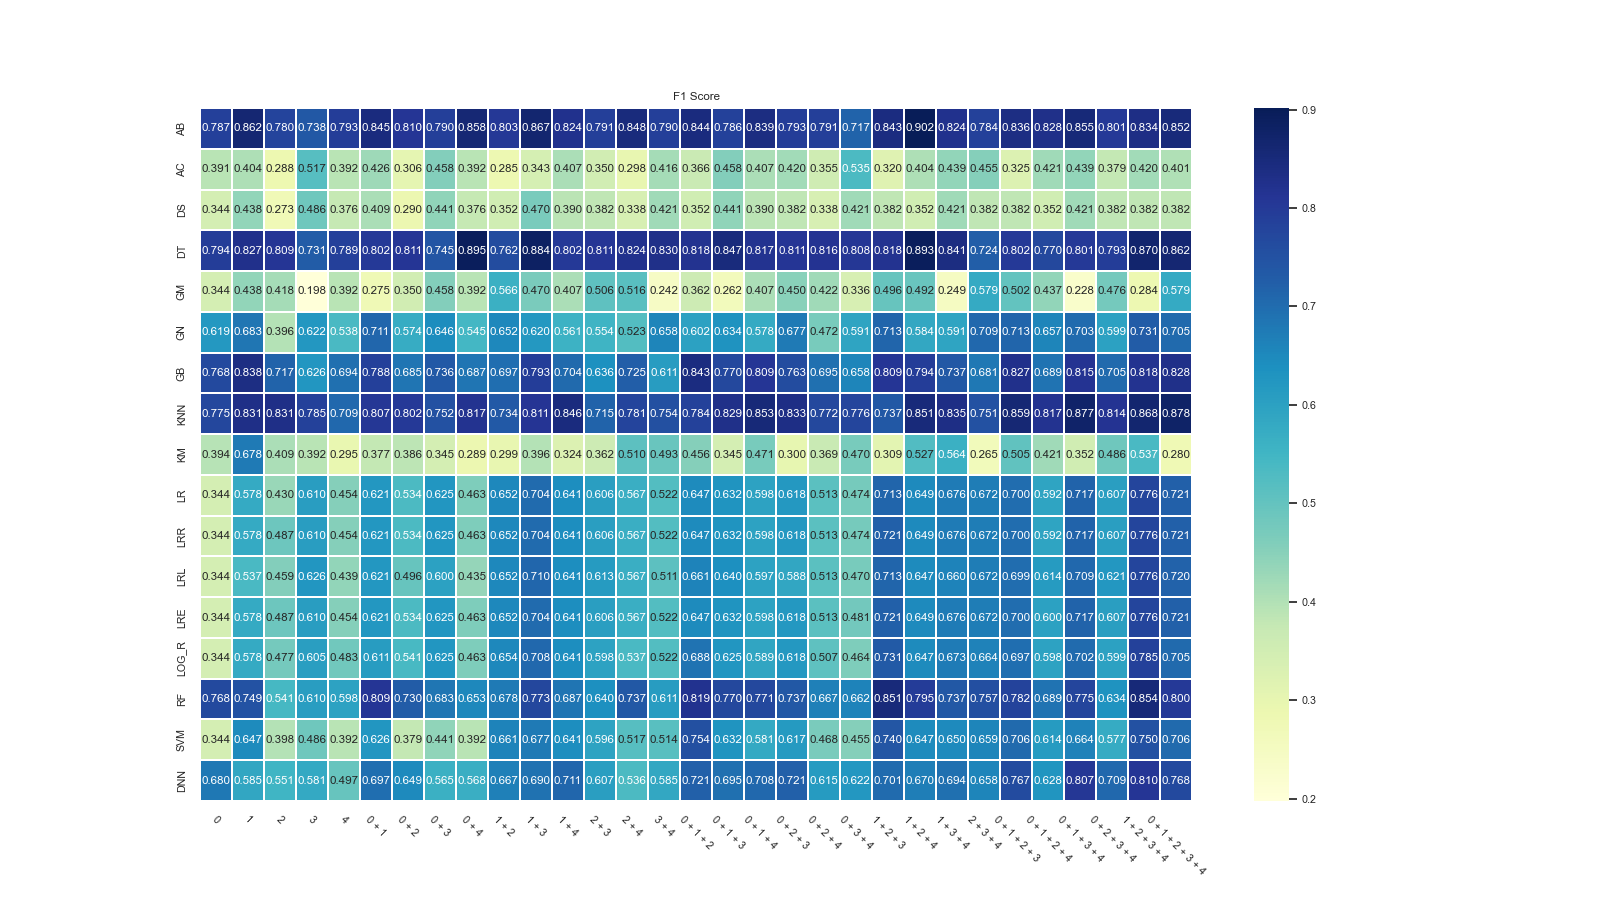 F1 Score
AB 0.787 0.862 0.780 0.738 0.793 0.845 0.810 0.790 0.858 0.803 0.867 0.824 0.791 0.848 0.790 0.844 0.786 0.839 0.793 0.791 0.717 0.843 0.902 0.824 0.784 0.836 0.828 0.855 0.801 0.834 0.852 0.9
AC 0.391 0.404 0.288 0.517 0.392 0.426 0.306 0.458 0.392 0.285 0.343 0.407 0.350 0.298 0.416 0.366 0.458 0.407 0.420 0.355 0.535 0.320 0.404 0.439 0.455 0.325 0.421 0.439 0.379 0.420 0.401
DS 0.344 0.438 0.273 0.486 0.376 0.409 0.290 0.441 0.376 0.352 0.470 0.390 0.382 0.338 0.421 0.352 0.441 0.390 0.382 0.338 0.421 0.382 0.352 0.421 0.382 0.382 0.352 0.421 0.382 0.382 0.382 0.8
DT 0.794 0.827 0.809 0.731 0.789 0.802 0.811 0.745 0.895 0.762 0.884 0.802 0.811 0.824 0.830 0.818 0.847 0.817 0.811 0.816 0.808 0.818 0.893 0.841 0.724 0.802 0.770 0.801 0.793 0.870 0.862
GM 0.344 0.438 0.418 0.198 0.392 0.275 0.350 0.458 0.392 0.566 0.470 0.407 0.506 0.516 0.242 0.362 0.262 0.407 0.450 0.422 0.336 0.496 0.492 0.249 0.579 0.502 0.437 0.228 0.476 0.284 0.579 0.7
GN 0.619 0.683 0.396 0.622 0.538 0.711 0.574 0.646 0.545 0.652 0.620 0.561 0.554 0.523 0.658 0.602 0.634 0.578 0.677 0.472 0.591 0.713 0.584 0.591 0.709 0.713 0.657 0.703 0.599 0.731 0.705
GB 0.768 0.838 0.717 0.626 0.694 0.788 0.685 0.736 0.687 0.697 0.793 0.704 0.636 0.725 0.611 0.843 0.770 0.809 0.763 0.695 0.658 0.809 0.794 0.737 0.681 0.827 0.689 0.815 0.705 0.818 0.828
KNN 0.775 0.831 0.831 0.785 0.709 0.807 0.802 0.752 0.817 0.734 0.811 0.846 0.715 0.781 0.754 0.784 0.829 0.853 0.833 0.772 0.776 0.737 0.851 0.835 0.751 0.859 0.817 0.877 0.814 0.868 0.878 0.6
KM 0.394 0.678 0.409 0.392 0.295 0.377 0.386 0.345 0.289 0.299 0.396 0.324 0.362 0.510 0.493 0.456 0.345 0.471 0.300 0.369 0.470 0.309 0.527 0.564 0.265 0.505 0.421 0.352 0.486 0.537 0.280
LR 0.344 0.578 0.430 0.610 0.454 0.621 0.534 0.625 0.463 0.652 0.704 0.641 0.606 0.567 0.522 0.647 0.632 0.598 0.618 0.513 0.474 0.713 0.649 0.676 0.672 0.700 0.592 0.717 0.607 0.776 0.721 0.5
LRR 0.344 0.578 0.487 0.610 0.454 0.621 0.534 0.625 0.463 0.652 0.704 0.641 0.606 0.567 0.522 0.647 0.632 0.598 0.618 0.513 0.474 0.721 0.649 0.676 0.672 0.700 0.592 0.717 0.607 0.776 0.721
LRL 0.344 0.537 0.459 0.626 0.439 0.621 0.496 0.600 0.435 0.652 0.710 0.641 0.613 0.567 0.511 0.661 0.640 0.597 0.588 0.513 0.470 0.713 0.647 0.660 0.672 0.699 0.614 0.709 0.621 0.776 0.720
LRE 0.344 0.578 0.487 0.610 0.454 0.621 0.534 0.625 0.463 0.652 0.704 0.641 0.606 0.567 0.522 0.647 0.632 0.598 0.618 0.513 0.481 0.721 0.649 0.676 0.672 0.700 0.600 0.717 0.607 0.776 0.721 0.4
LOG_R 0.344 0.578 0.477 0.605 0.483 0.611 0.541 0.625 0.463 0.654 0.708 0.641 0.598 0.537 0.522 0.688 0.625 0.589 0.618 0.507 0.464 0.731 0.647 0.673 0.664 0.697 0.598 0.702 0.599 0.785 0.705
RF 0.768 0.749 0.541 0.610 0.598 0.809 0.730 0.683 0.653 0.678 0.773 0.687 0.640 0.737 0.611 0.819 0.770 0.771 0.737 0.667 0.662 0.851 0.795 0.737 0.757 0.782 0.689 0.775 0.634 0.854 0.800 0.3
SVM 0.344 0.647 0.398 0.486 0.392 0.626 0.379 0.441 0.392 0.661 0.677 0.641 0.596 0.517 0.514 0.754 0.632 0.581 0.617 0.468 0.455 0.740 0.647 0.650 0.659 0.706 0.614 0.664 0.577 0.750 0.706
DNN 0.680 0.585 0.551 0.581 0.497 0.697 0.649 0.565 0.568 0.667 0.690 0.711 0.607 0.536 0.585 0.721 0.695 0.708 0.721 0.615 0.622 0.701 0.670 0.694 0.658 0.767 0.628 0.807 0.709 0.810 0.768 0.2
0 1 2 3 4 0 + 1 0 + 2 0 + 3 0 + 4 1 + 2 1 + 3 1 + 4 2 + 3 2 + 4 3 + 4 0 + 1 + 2 0 + 1 + 3 0 + 1 + 4 0 + 2 + 3 0 + 2 + 4 0 + 3 + 4 1 + 2 + 3 1 + 2 + 4 1 + 3 + 4 2 + 3 + 4 0 + 1 + 2 + 3 0 + 1 + 2 + 4 0 + 1 + 3 + 4 0 + 2 + 3 + 4 1 + 2 + 3 + 4 0 + 1 + 2 + 3 + 4